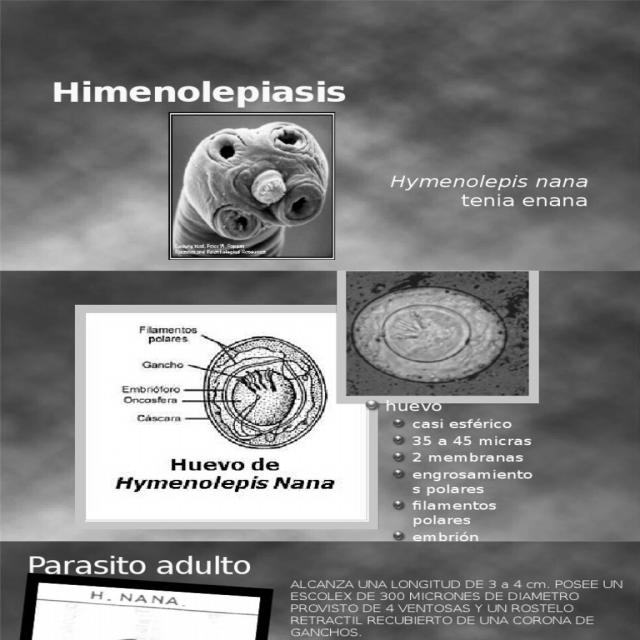 Himenolepiasis
Hymenolepis nana
tenia enana
Filamentos
polares
Gancho
Embrióforo
Oncosfera
Cáscara
Huevo de
Hymenolepis Nana
huevo
casi esférico
35 a 45 micras
2 membranas
engrosamiento
s polares
filamentos
polares
embrión
Parasito adulto
H. NANA.
ALCANZA UNA LONGITUD DE 3 a 4 cm. POSEE UN
ESCOLEX DE 300 MICRONES DE DIAMETRO
PROVISTO DE 4 VENTOSAS Y UN ROSTELO
RETRACTIL RECUBIERTO DE UNA CORONA DE
GANCHOS.